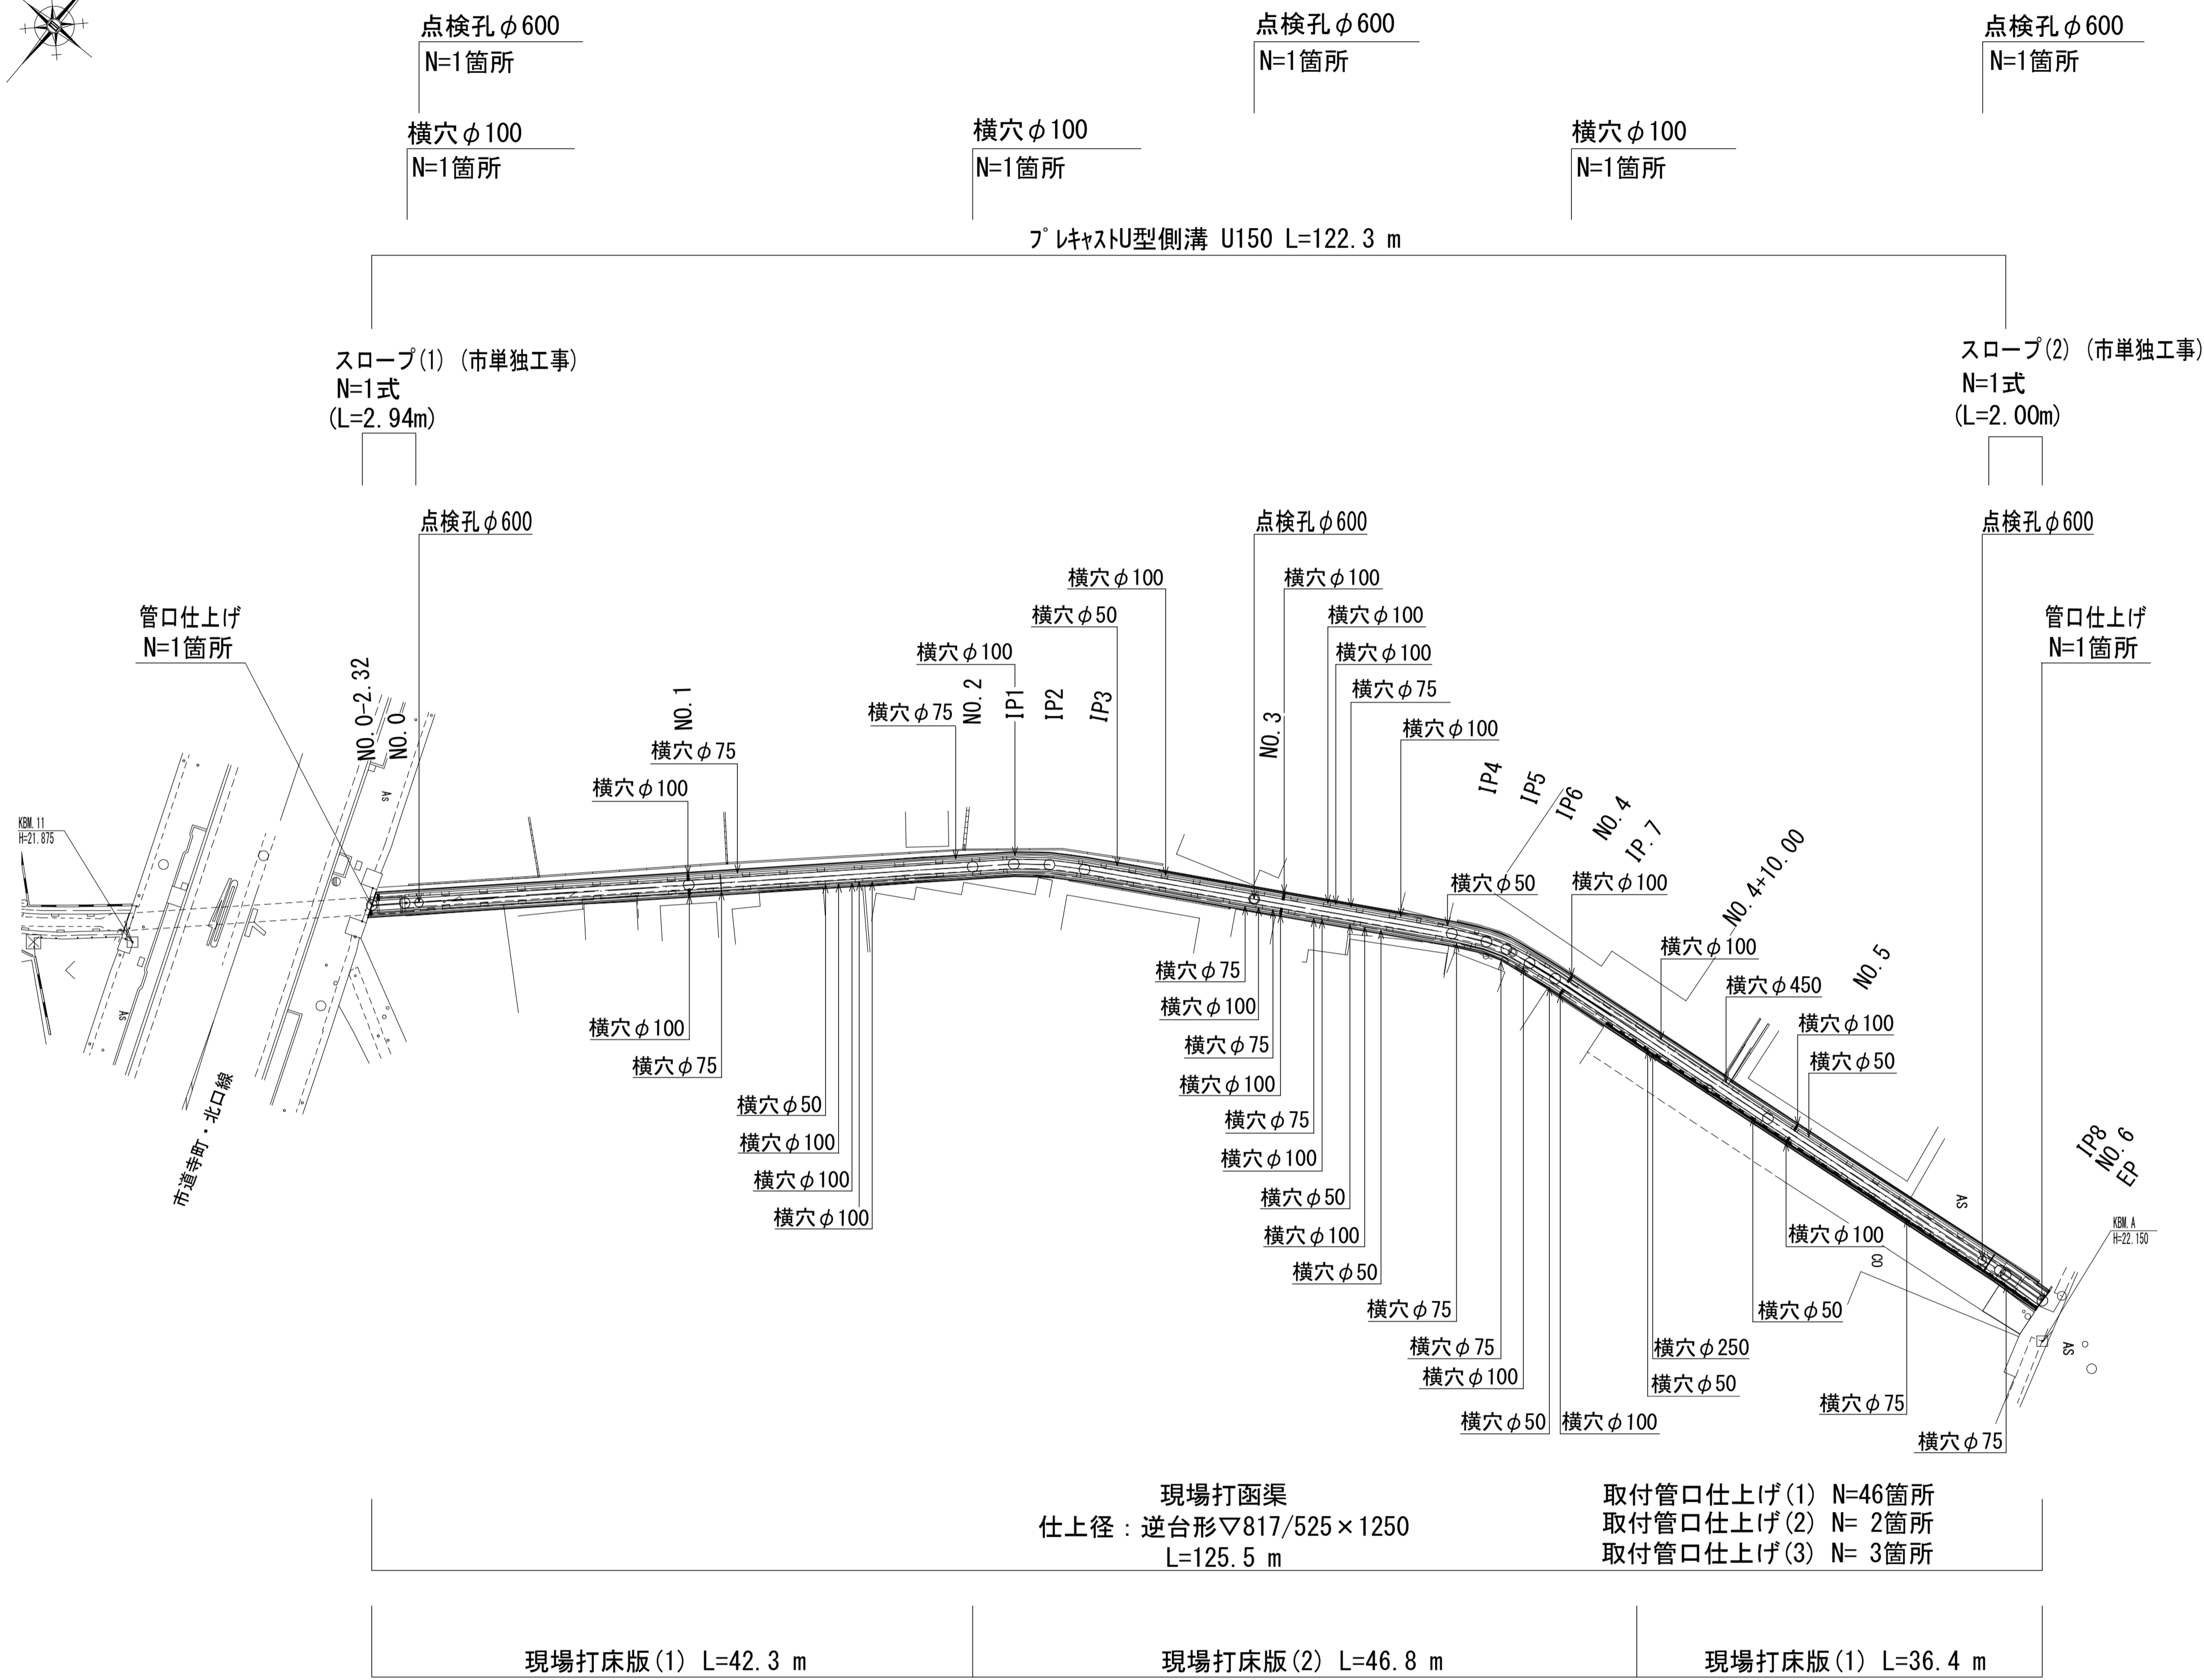 点検孔φ600
N=1箇所
点検孔φ600
N=1箇所
点検孔φ600
N=1箇所
横穴φ100
N=1箇所
横穴φ100
N=1箇所
横穴φ100
N=1箇所
プレキャストU型側溝 U150 L=122.3 m
スロープ(1) (市単独工事)
N=1式
(L=2.94m)
スロープ(2) (市単独工事)
N=1式
(L=2.00m)
点検孔φ600
点検孔φ600
点検孔φ600
管口仕上げ
N=1箇所
管口仕上げ
N=1箇所
横穴φ100
横穴φ100
横穴φ50
横穴φ100
横穴φ100
横穴φ100
横穴φ75
横穴φ75
横穴φ100
横穴φ75
横穴φ100
NO.0-2.32
NO.0
NO.1
NO.2
IP1
IP2
IP3
NO.3
IP4
IP5
IP6
NO.4
IP.7
NO.4+10.00
NO.5
IP8
NO.6
EP
KBM.11
H=21.875
As
As
市道寺町・北口線
横穴φ50
横穴φ100
横穴φ100
横穴φ450
横穴φ100
横穴φ50
横穴φ100
横穴φ75
横穴φ50
横穴φ100
横穴φ100
横穴φ100
横穴φ75
横穴φ100
横穴φ75
横穴φ100
横穴φ75
横穴φ100
横穴φ50
横穴φ100
横穴φ50
横穴φ75
横穴φ75
横穴φ100
横穴φ50
横穴φ100
横穴φ250
横穴φ50
横穴φ50
横穴φ100
横穴φ75
横穴φ75
AS
CO
KBM.A
H=22.150
AS
現場打函渠
仕上径：逆台形▽817/525×1250
L=125.5 m
取付管口仕上げ(1) N=46箇所
取付管口仕上げ(2) N= 2箇所
取付管口仕上げ(3) N= 3箇所
現場打床版(1) L=42.3 m
現場打床版(2) L=46.8 m
現場打床版(1) L=36.4 m